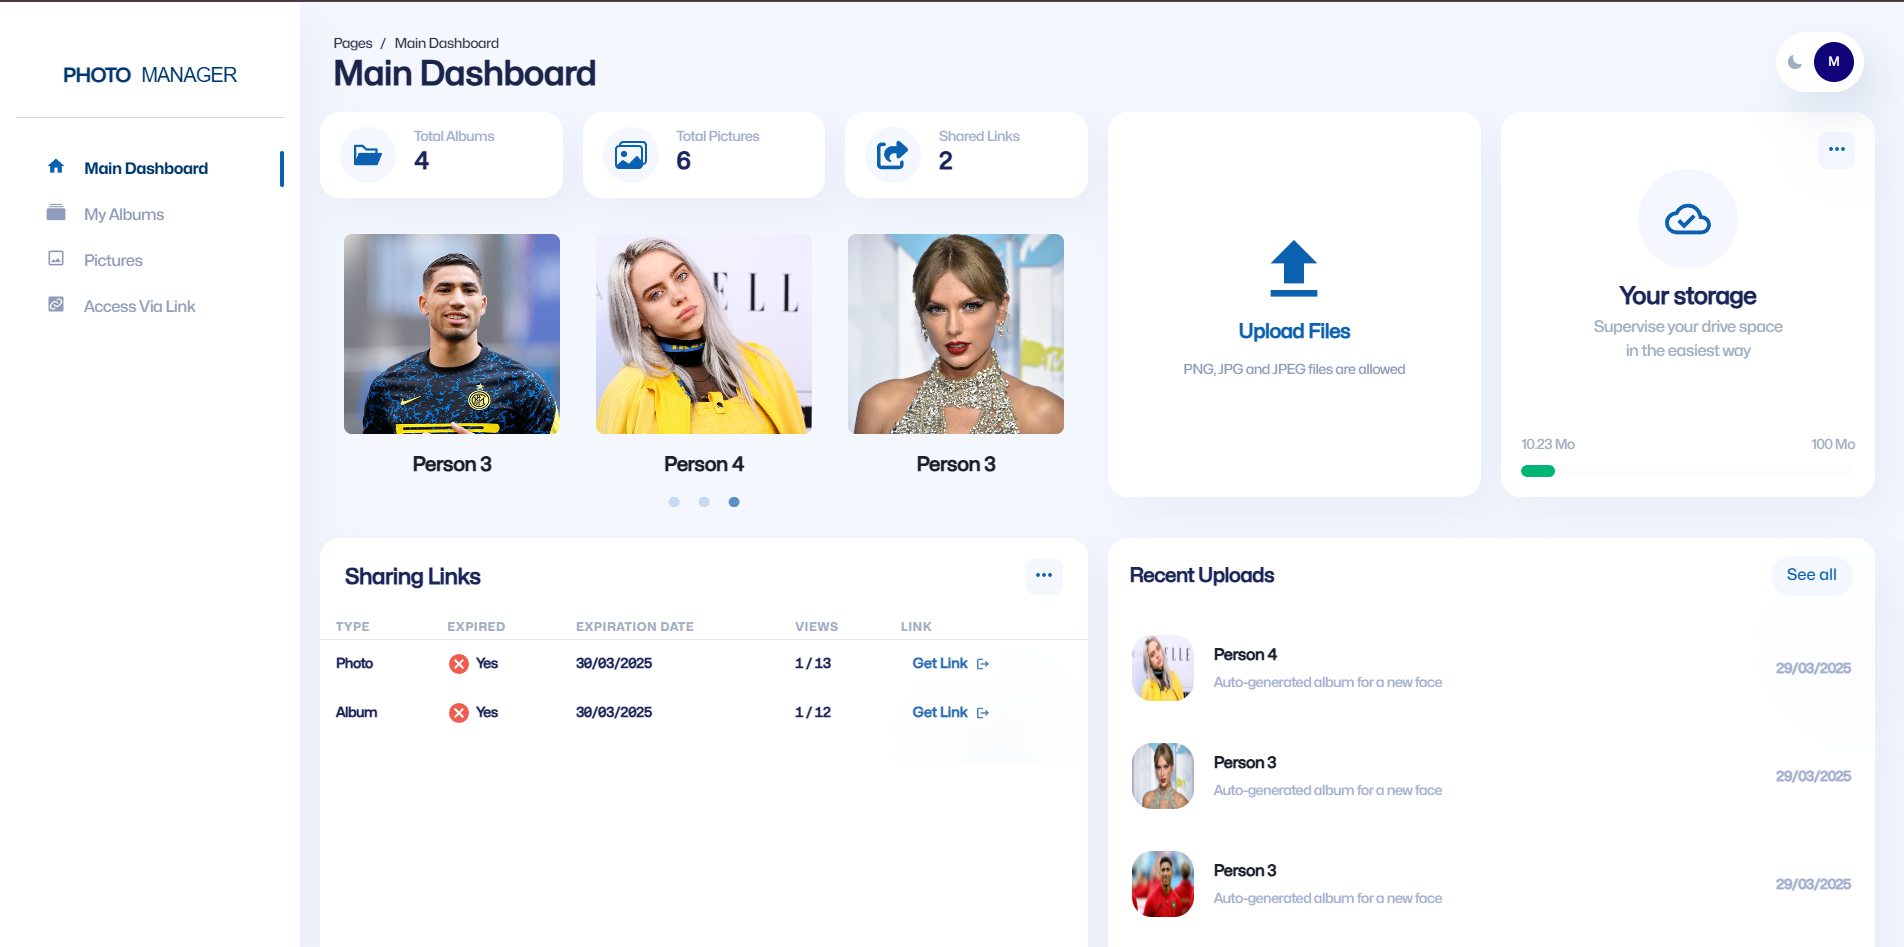 PHOTO MANAGER
Main Dashboard
My Albums
Pictures
Access Via Link
Pages / Main Dashboard
Main Dashboard
M
Total Albums
4
Total Pictures
6
Shared Links
2
ELLE
Person 3
Person 4
Person 3
Upload Files
PNG, JPG and JPEG files are allowed
Your storage
Supervise your drive space
in the easiest way
10.23 Mo 100 Mo
Sharing Links
TYPE EXPIRED EXPIRATION DATE VIEWS LINK
Photo Yes 30/03/2025 1 / 13 Get Link
Album Yes 30/03/2025 1 / 12 Get Link
Recent Uploads
See all
Person 4
Auto-generated album for a new face
29/03/2025
Person 3
Auto-generated album for a new face
29/03/2025
Person 3
Auto-generated album for a new face
29/03/2025